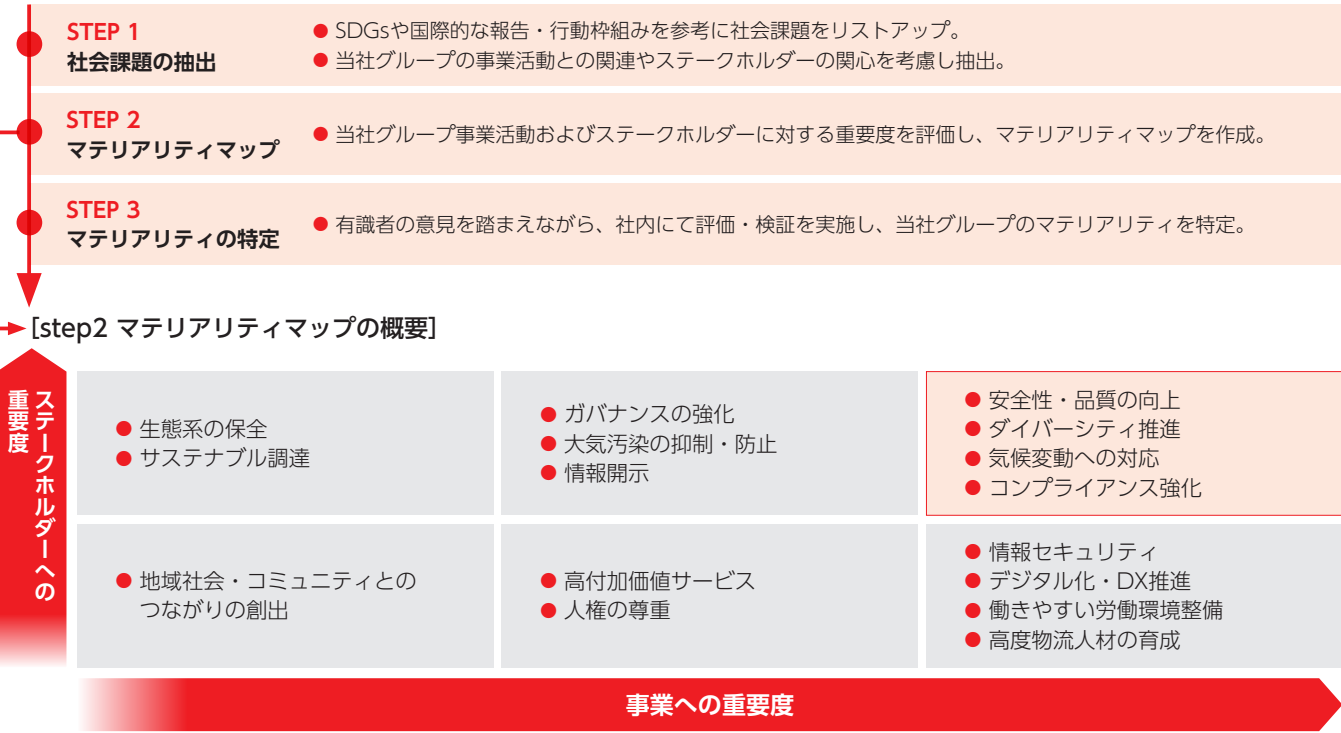 STEP 1
社会課題の抽出
● SDGsや国際的な報告・行動枠組みを参考に社会課題をリストアップ。
● 当社グループの事業活動との関連やステークホルダーの関心を考慮し抽出。
STEP 2
マテリアリティマップ
● 当社グループ事業活動およびステークホルダーに対する重要度を評価し、マテリアリティマップを作成。
STEP 3
マテリアリティの特定
● 有識者の意見を踏まえながら、社内にて評価・検証を実施し、当社グループのマテリアリティを特定。
[step2 マテリアリティマップの概要]
ステークホルダーへの
重要度
● 生態系の保全
● サステナブル調達
● ガバナンスの強化
● 大気汚染の抑制・防止
● 情報開示
● 安全性・品質の向上
● ダイバーシティ推進
● 気候変動への対応
● コンプライアンス強化
● 地域社会・コミュニティとの
つながりの創出
● 高付加価値サービス
● 人権の尊重
● 情報セキュリティ
● デジタル化・DX推進
● 働きやすい労働環境整備
● 高度物流人材の育成
事業への重要度